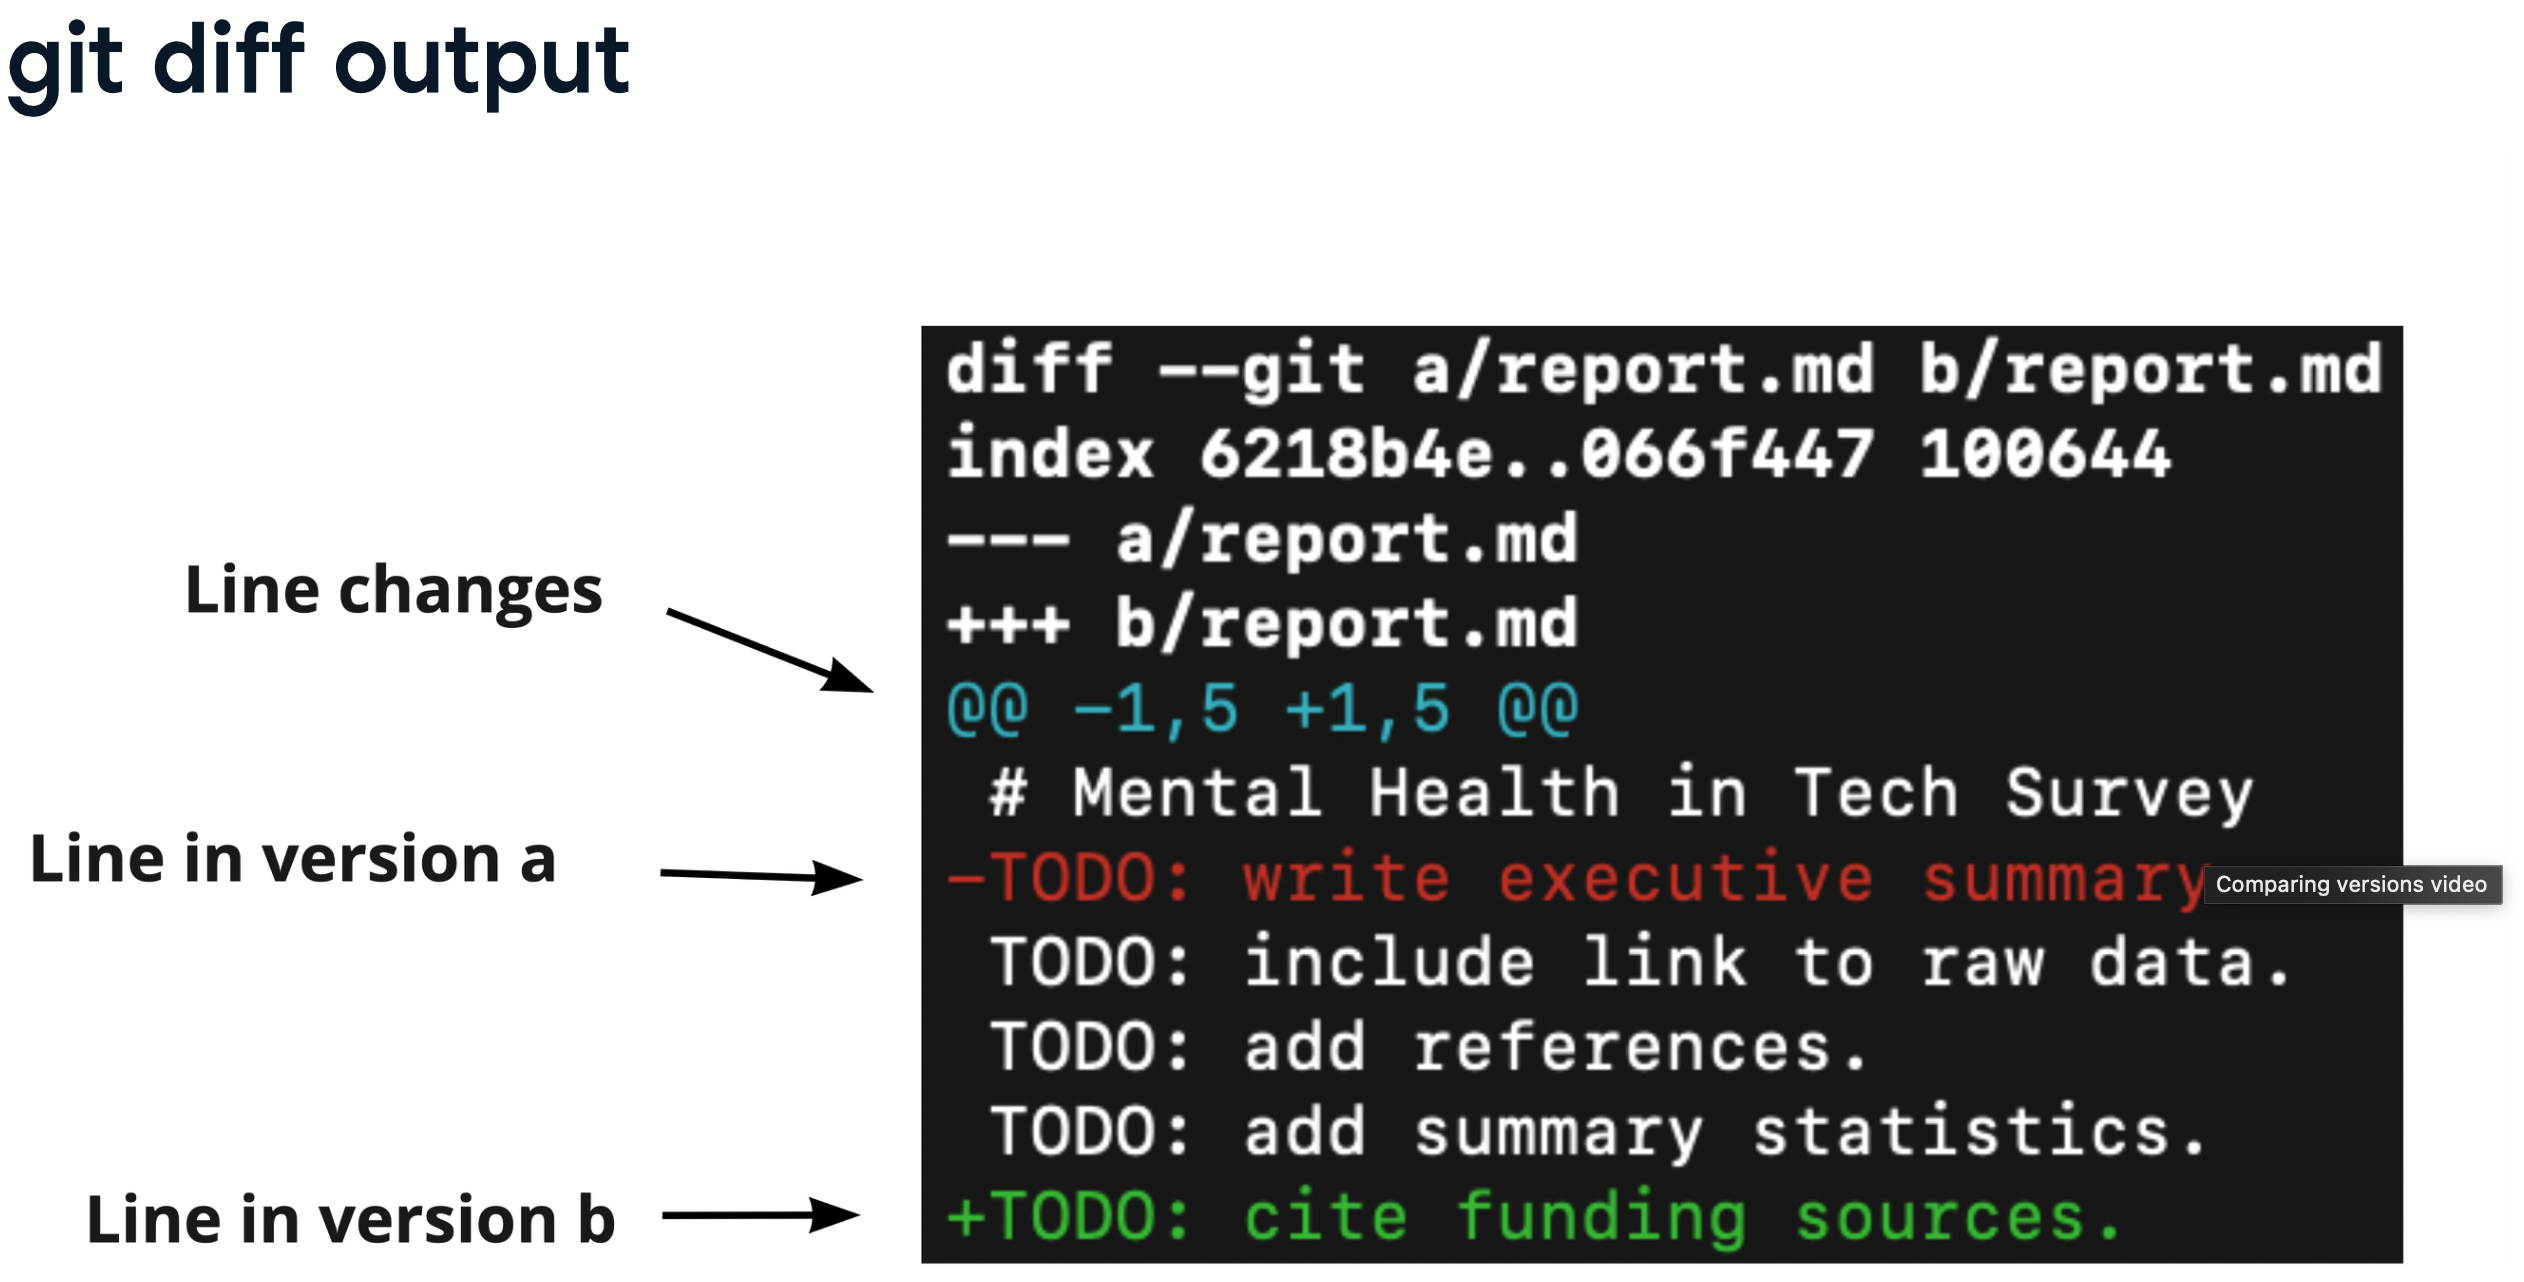 git diff output
diff --git a/report.md b/report.md
index 6218b4e..066f447 100644
--- a/report.md
+++ b/report.md
Line changes
@@ -1,5 +1,5 @@
# Mental Health in Tech Survey
Line in version a
-TODO: write executive summary
Comparing versions video
TODO: include link to raw data.
TODO: add references.
TODO: add summary statistics.
Line in version b
+TODO: cite funding sources.